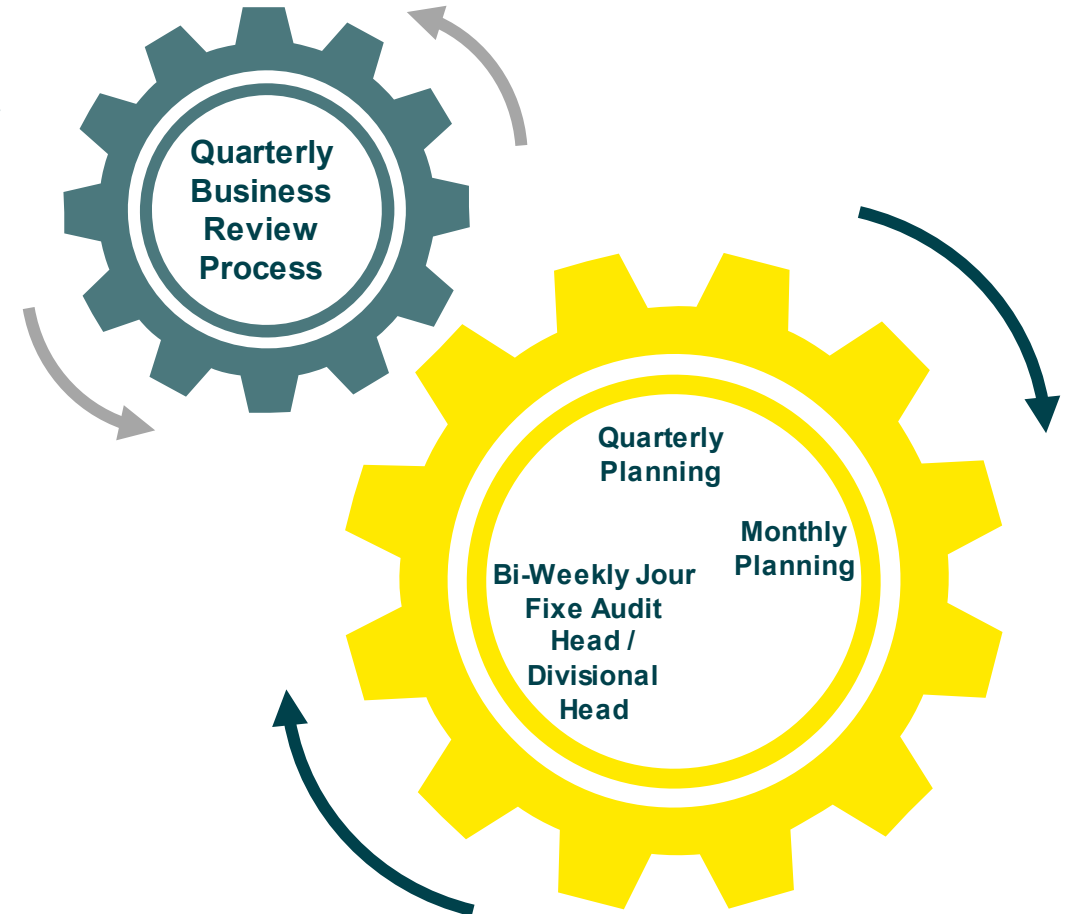 Quarterly
Business
Review
Process
Quarterly
Planning
Monthly
Planning
Bi-Weekly Jour
Fixe Audit
Head /
Divisional
Head